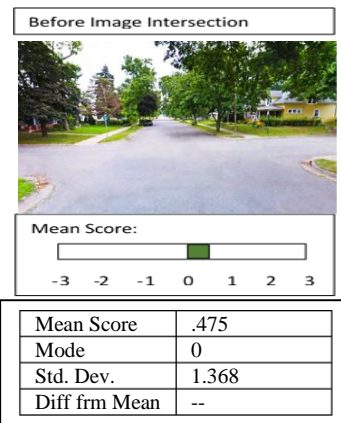 Before Image Intersection
Mean Score:
-3 -2 -1 0 1 2 3
Mean Score .475
Mode 0
Std. Dev. 1.368
Diff frm Mean --